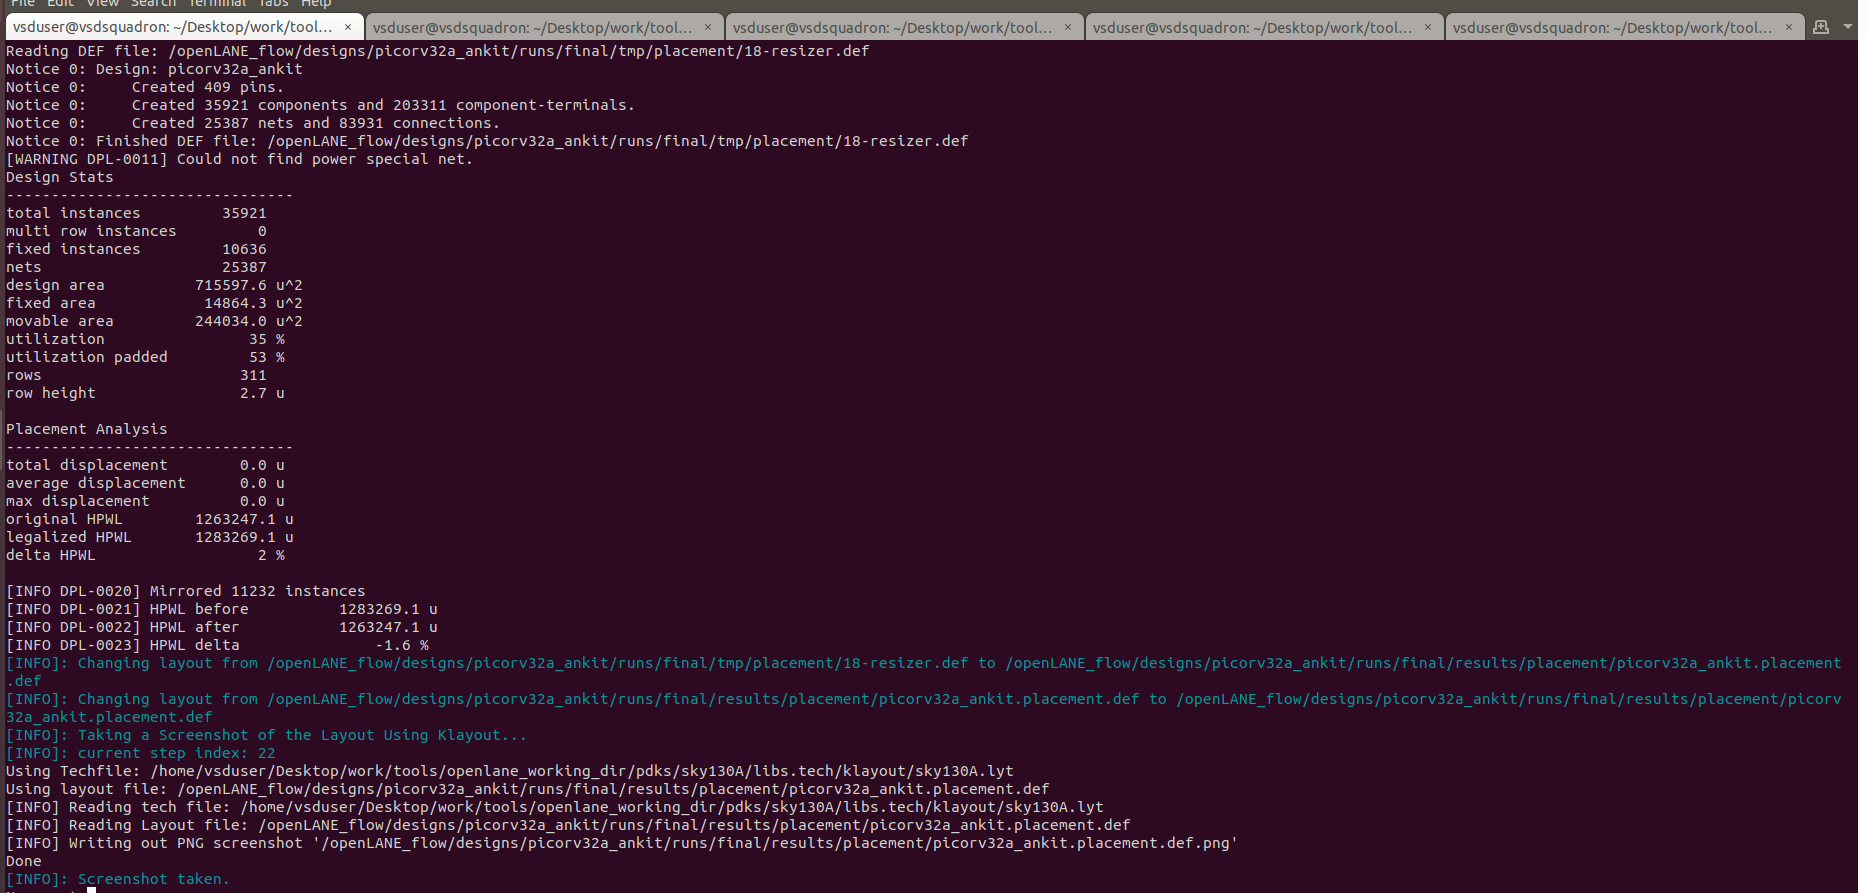 File Edit View Search Terminal Tabs Help
vsduser@vsdsquadron: ~/Desktop/work/tool... × vsduser@vsdsquadron: ~/Desktop/work/tool... × vsduser@vsdsquadron: ~/Desktop/work/tool... × vsduser@vsdsquadron: ~/Desktop/work/tool... × vsduser@vsdsquadron: ~/Desktop/work/tool... ×
Reading DEF file: /openLANE_flow/designs/picorv32a_ankit/runs/final/tmp/placement/18-resizer.def
Notice 0: Design: picorv32a_ankit
Notice 0:     Created 409 pins.
Notice 0:     Created 35921 components and 203311 component-terminals.
Notice 0:     Created 25387 nets and 83931 connections.
Notice 0: Finished DEF file: /openLANE_flow/designs/picorv32a_ankit/runs/final/tmp/placement/18-resizer.def
[WARNING DPL-0011] Could not find power special net.
Design Stats
--------------------------------
total instances         35921
multi row instances         0
fixed instances         10636
nets                    25387
design area          715597.6 u^2
fixed area            14864.3 u^2
movable area         244034.0 u^2
utilization                35 %
utilization padded         53 %
rows                      311
row height                2.7 u
Placement Analysis
--------------------------------
total displacement        0.0 u
average displacement      0.0 u
max displacement          0.0 u
original HPWL        1263247.1 u
legalized HPWL       1283269.1 u
delta HPWL                  2 %
[INFO DPL-0020] Mirrored 11232 instances
[INFO DPL-0021] HPWL before          1283269.1 u
[INFO DPL-0022] HPWL after           1263247.1 u
[INFO DPL-0023] HPWL delta               -1.6 %
[INFO]: Changing layout from /openLANE_flow/designs/picorv32a_ankit/runs/final/tmp/placement/18-resizer.def to /openLANE_flow/designs/picorv32a_ankit/runs/final/results/placement/picorv32a_ankit.placement
.def
[INFO]: Changing layout from /openLANE_flow/designs/picorv32a_ankit/runs/final/results/placement/picorv32a_ankit.placement.def to /openLANE_flow/designs/picorv32a_ankit/runs/final/results/placement/picorv
32a_ankit.placement.def
[INFO]: Taking a Screenshot of the Layout Using Klayout...
[INFO]: current step index: 22
Using Techfile: /home/vsduser/Desktop/work/tools/openlane_working_dir/pdks/sky130A/libs.tech/klayout/sky130A.lyt
Using layout file: /openLANE_flow/designs/picorv32a_ankit/runs/final/results/placement/picorv32a_ankit.placement.def
[INFO] Reading tech file: /home/vsduser/Desktop/work/tools/openlane_working_dir/pdks/sky130A/libs.tech/klayout/sky130A.lyt
[INFO] Reading Layout file: /openLANE_flow/designs/picorv32a_ankit/runs/final/results/placement/picorv32a_ankit.placement.def
[INFO] Writing out PNG screenshot '/openLANE_flow/designs/picorv32a_ankit/runs/final/results/placement/picorv32a_ankit.placement.def.png'
Done
[INFO]: Screenshot taken.